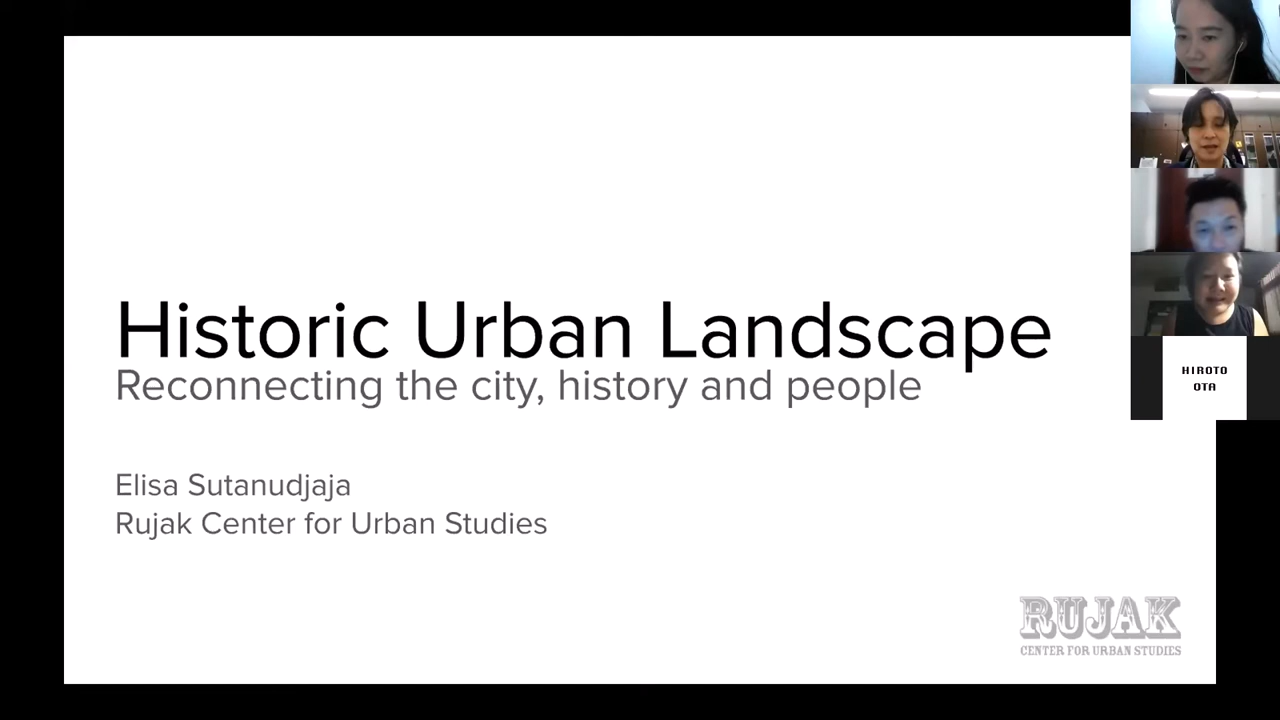 Historic Urban Landscape
Reconnecting the city, history and people
Elisa Sutanudjaja
Rujak Center for Urban Studies
RUJAK
CENTER FOR URBAN STUDIES
HIROTO
OTA